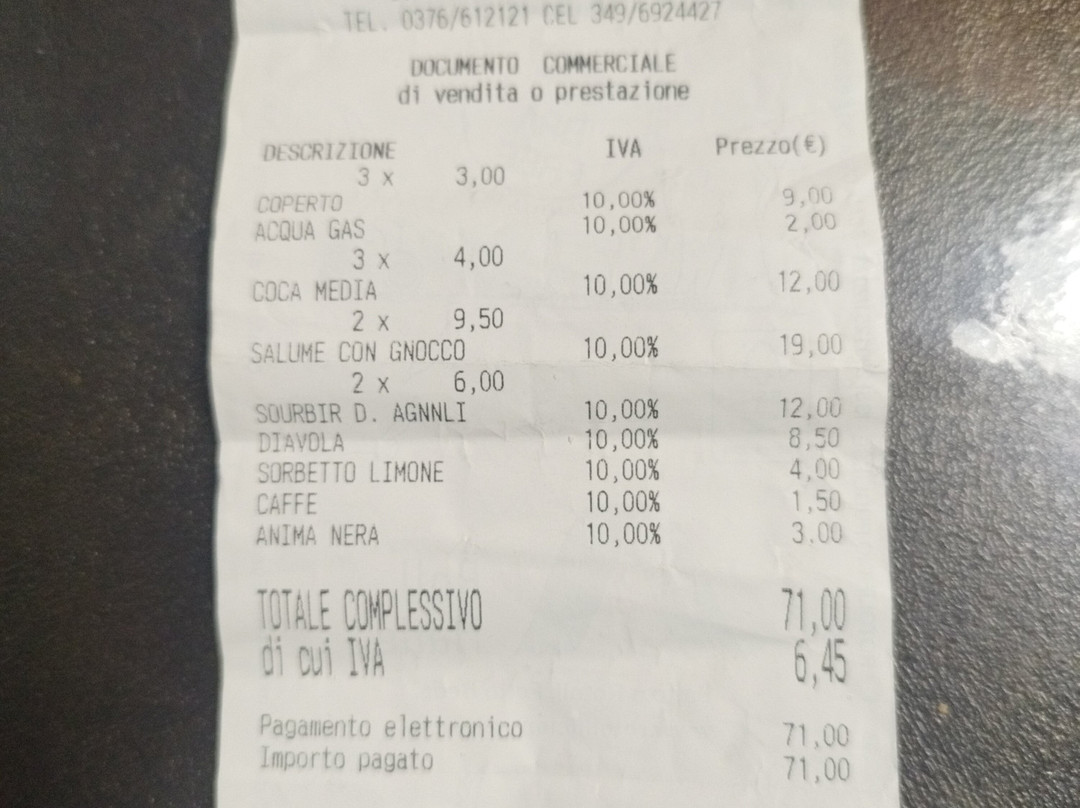 TEL. 0376/612121 CEL 349/6924427
DOCUMENTO COMMERCIALE
di vendita o prestazione
DESCRIZIONE IVA Prezzo(€)
3 x 3,00
COPERTO 10,00% 9,00
ACQUA GAS 10,00% 2,00
3 x 4,00
COCA MEDIA 10,00% 12,00
2 x 9,50
SALUME CON GNOCCO 10,00% 19,00
2 x 6,00
SOURBIR D. AGNNLI 10,00% 12,00
DIAVOLA 10,00% 8,50
SORBETTO LIMONE 10,00% 4,00
CAFFE 10,00% 1,50
ANIMA NERA 10,00% 3.00
TOTALE COMPLESSIVO 71,00
di cui IVA 6,45
Pagamento elettronico 71,00
Importo pagato 71,00